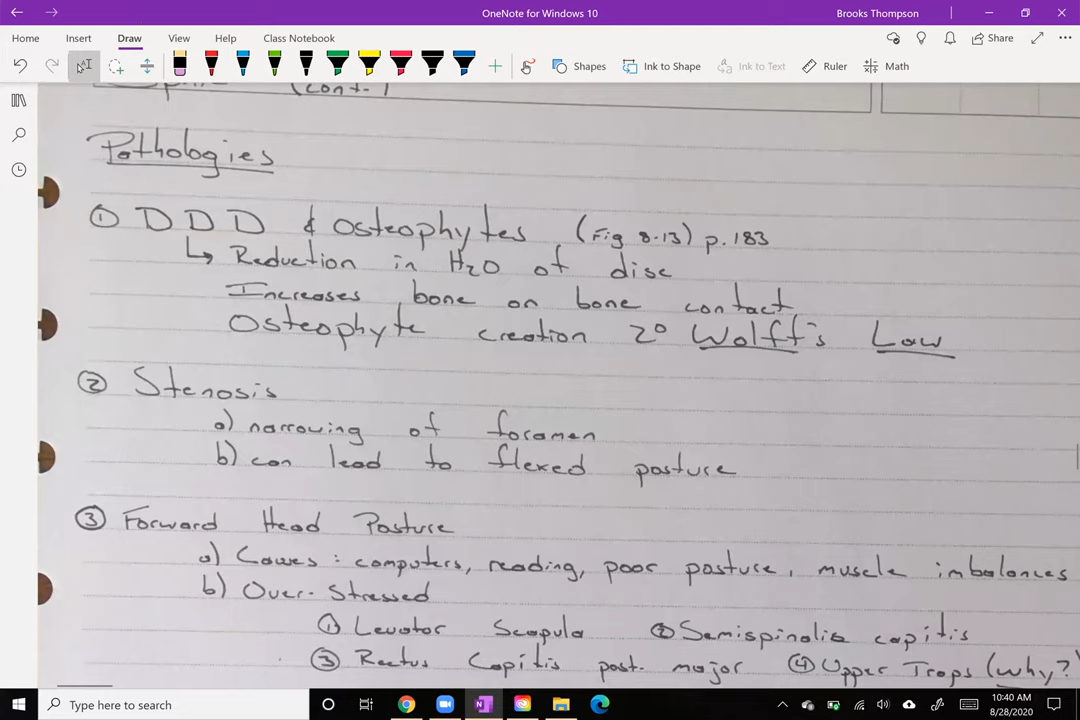 OneNote for Windows 10
Brooks Thompson
Home Insert Draw View Help Class Notebook
Share
Shapes Ink to Shape Ink to Text Ruler Math
(cont.)
Pathologies
① DDD & Osteophytes (Fig 8-13) p. 183
↳ Reduction in H2O of disc
Increases bone on bone contact
Osteophyte creation 2° Wolff's Law
② Stenosis
a) narrowing of foramen
b) can lead to flexed posture
③ Forward Head Posture
a) Causes: computers, reading, poor posture, muscle imbalances
b) Over-Stressed
① Levator Scapula ② Semispinalis capitis
③ Rectus Capitis post. major ④ Upper Traps (why?)
Type here to search
10:40 AM
8/28/2020